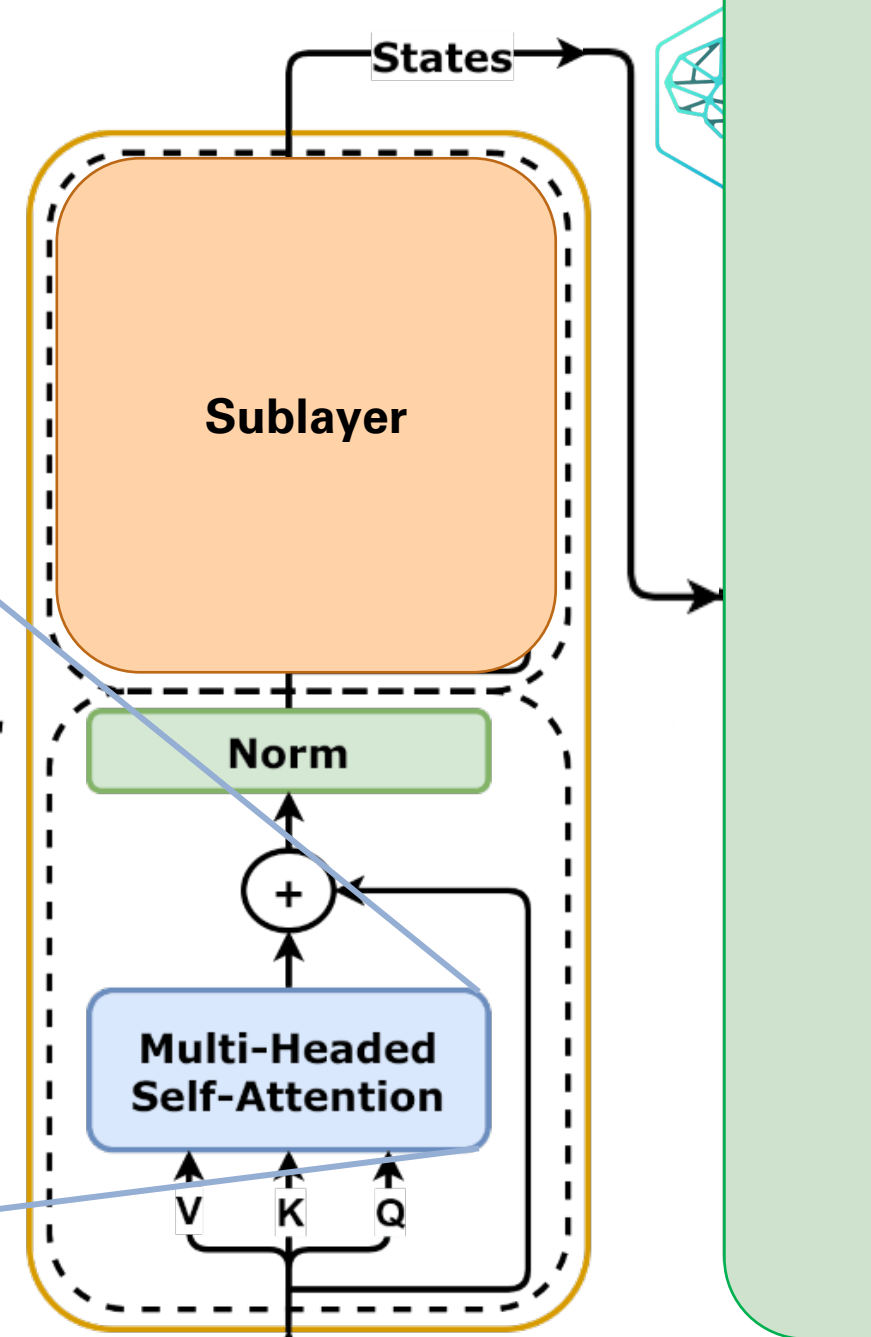 States
Sublayer
Norm
+
Multi-Headed
Self-Attention
V K Q